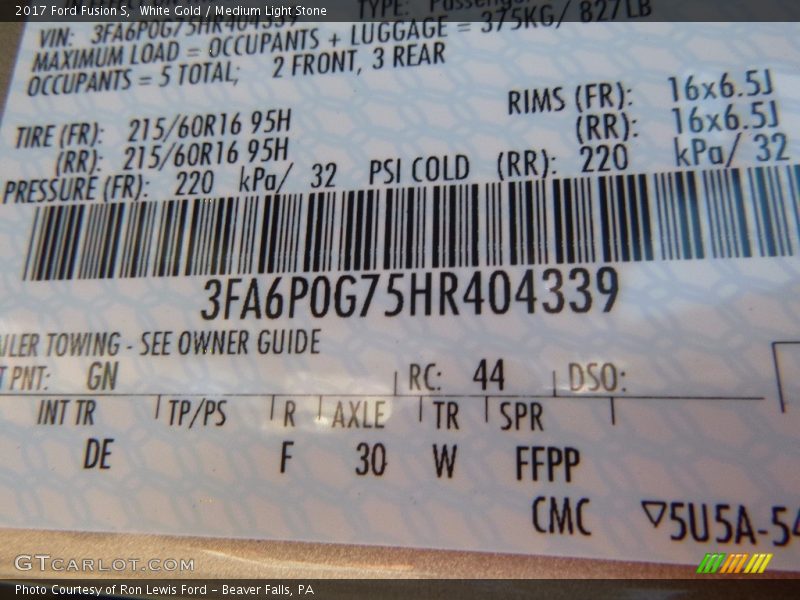 2017 Ford Fusion S,  White Gold / Medium Light Stone
TYPE: Passenger
VIN: 3FA6P0G75HR404339
MAXIMUM LOAD = OCCUPANTS + LUGGAGE = 375KG/ 827LB
OCCUPANTS = 5 TOTAL; 2 FRONT, 3 REAR
TIRE (FR): 215/60R16 95H RIMS (FR): 16x6.5J
(RR): 215/60R16 95H (RR): 16x6.5J
PRESSURE (FR): 220 kPa/ 32 PSI COLD (RR): 220 kPa/ 32
3FA6P0G75HR404339
TOWING - SEE OWNER GUIDE
PNT: GN RC: 44 DSO:
INT TR TP/PS R AXLE TR SPR
DE F 30 W FFPP
CMC ▽5U5A-54
GTCARLOT.COM
Photo Courtesy of Ron Lewis Ford – Beaver Falls, PA